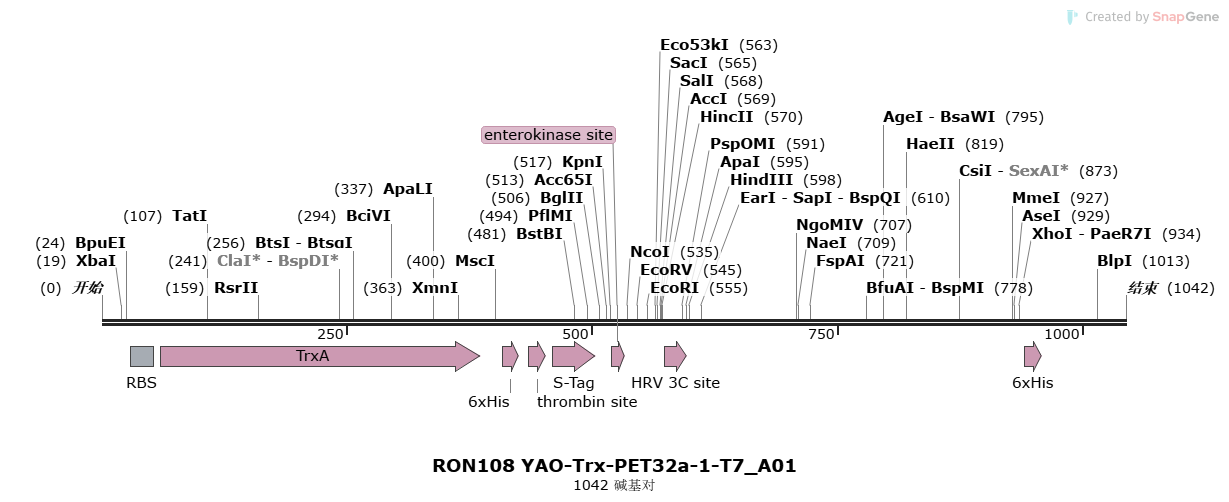 Created by SnapGene
Eco53kI (563)
SacI (565)
SalI (568)
AccI (569)
HincII (570)
AgeI - BsaWI (795)
enterokinase site
PspOMI (591)
HaeII (819)
(517) KpnI
ApaI (595)
CsiI - SexAI* (873)
(513) Acc65I
HindIII (598)
(337) ApaLI
(506) BglII
EarI - SapI - BspQI (610)
MmeI (927)
(107) TatI
(294) BciVI
(494) PflMI
AseI (929)
NgoMIV (707)
(481) BstBI
XhoI - PaeR7I (934)
(24) BpuEI
(256) BtsI - BtsαI
NaeI (709)
NcoI (535)
(19) XbaI
(241) ClaI* - BspDI*
(400) MscI
FspAI (721)
BlpI (1013)
EcoRV (545)
(0) 开始
(159) RsrII
(363) XmnI
EcoRI (555)
BfuAI - BspMI (778)
结束 (1042)
250
500
750
1000
TrxA
RBS
S-Tag
HRV 3C site
6xHis
6xHis
thrombin site
RON108 YAO-Trx-PET32a-1-T7_A01
1042 碱基对